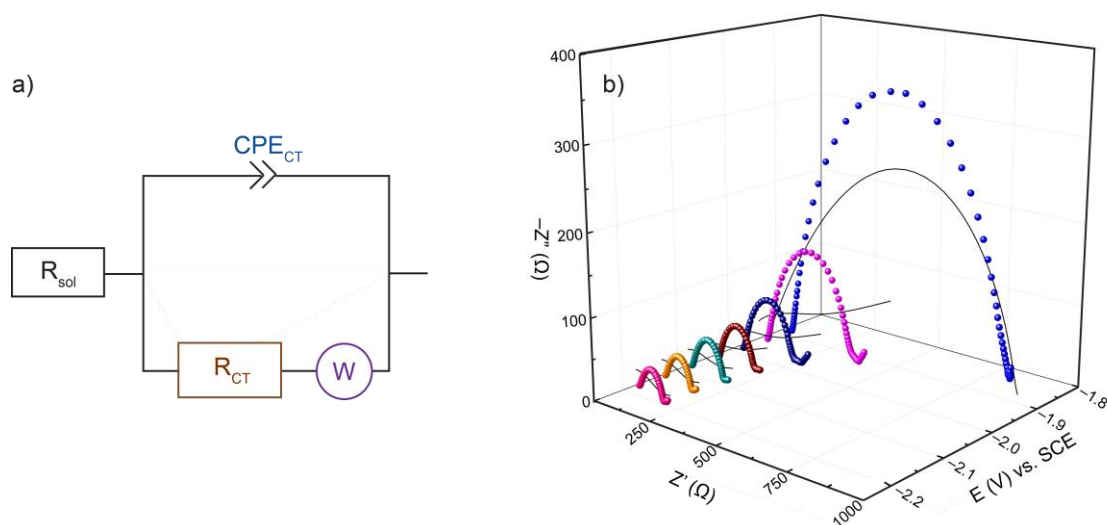 a)
CPE_CT
R_sol
R_CT
W
b)
400
300
200
100
0
–Z'' (Ω)
250
500
750
1000
Z' (Ω)
–2.2
–2.1
–2.0
–1.9
–1.8
E (V) vs. SCE